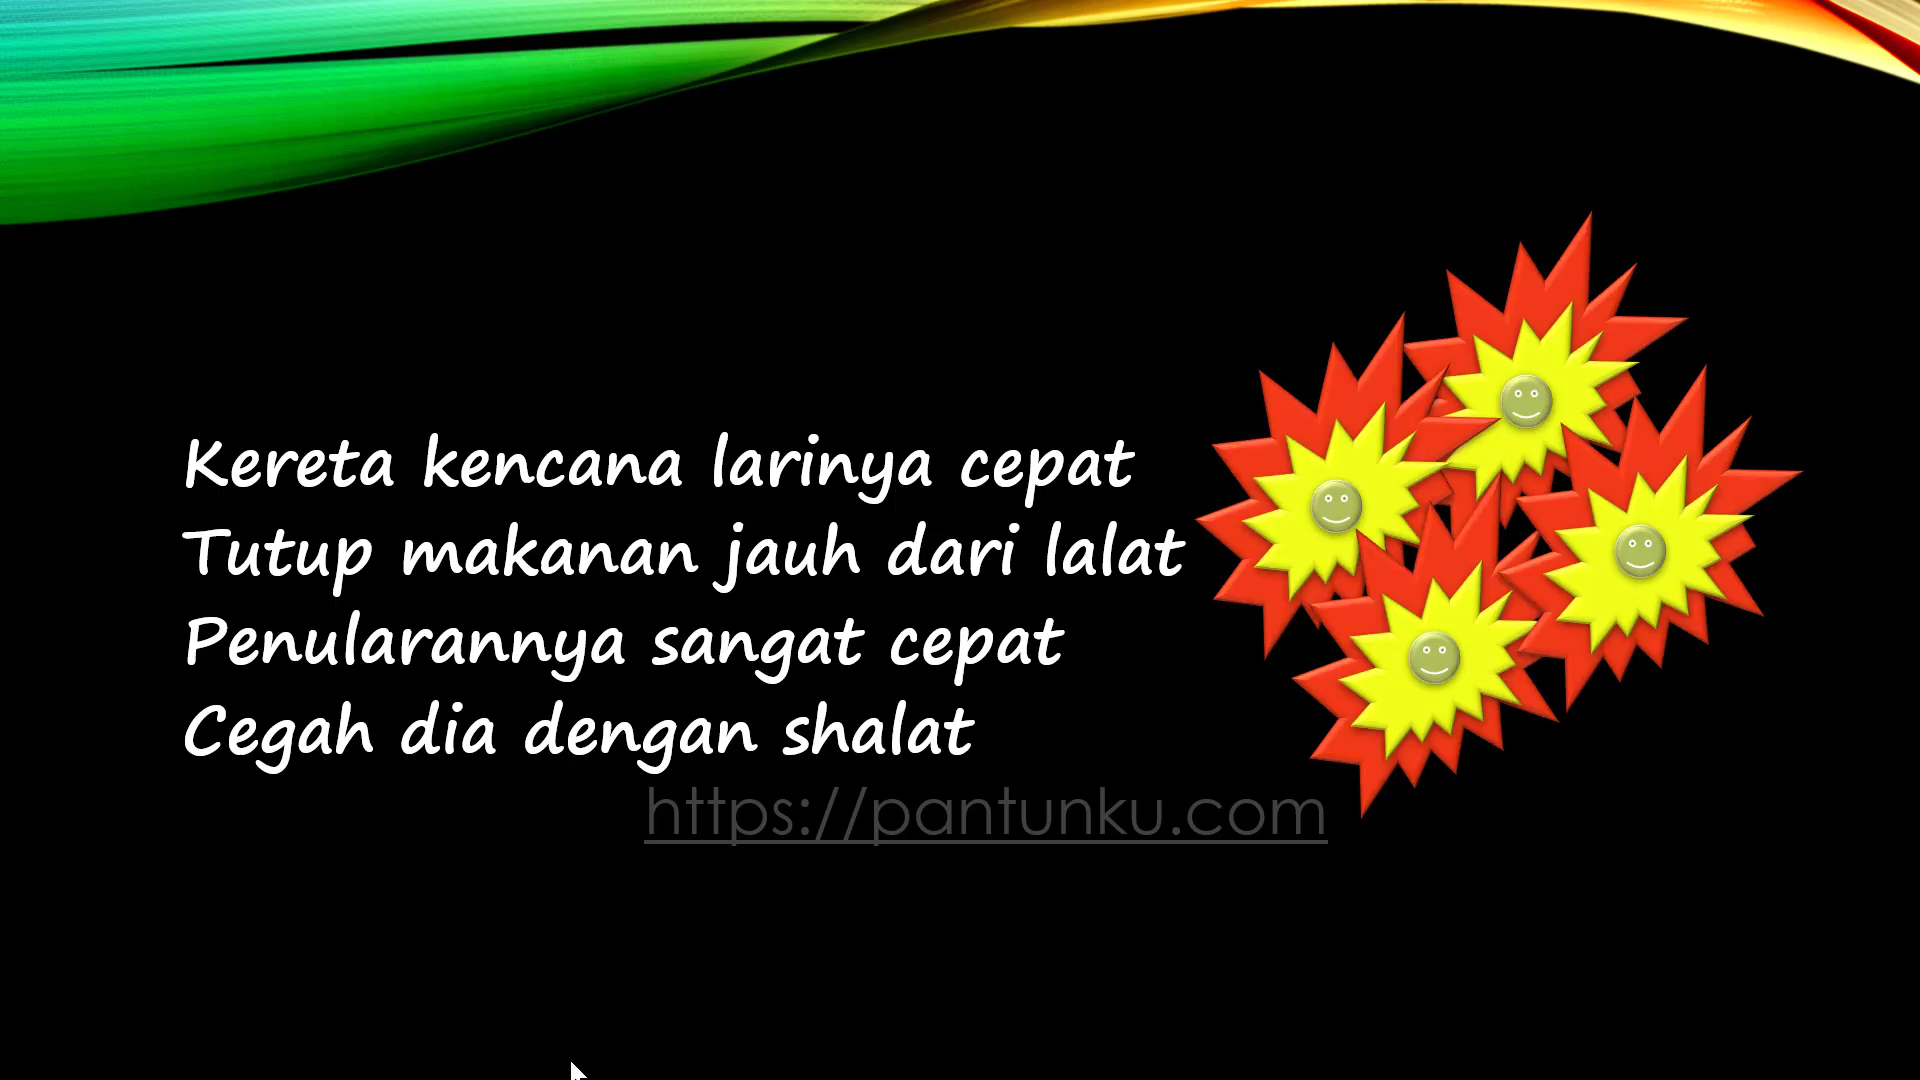 Kereta kencana larinya cepat
Tutup makanan jauh dari lalat
Penularannya sangat cepat
Cegah dia dengan shalat
https://pantunku.com